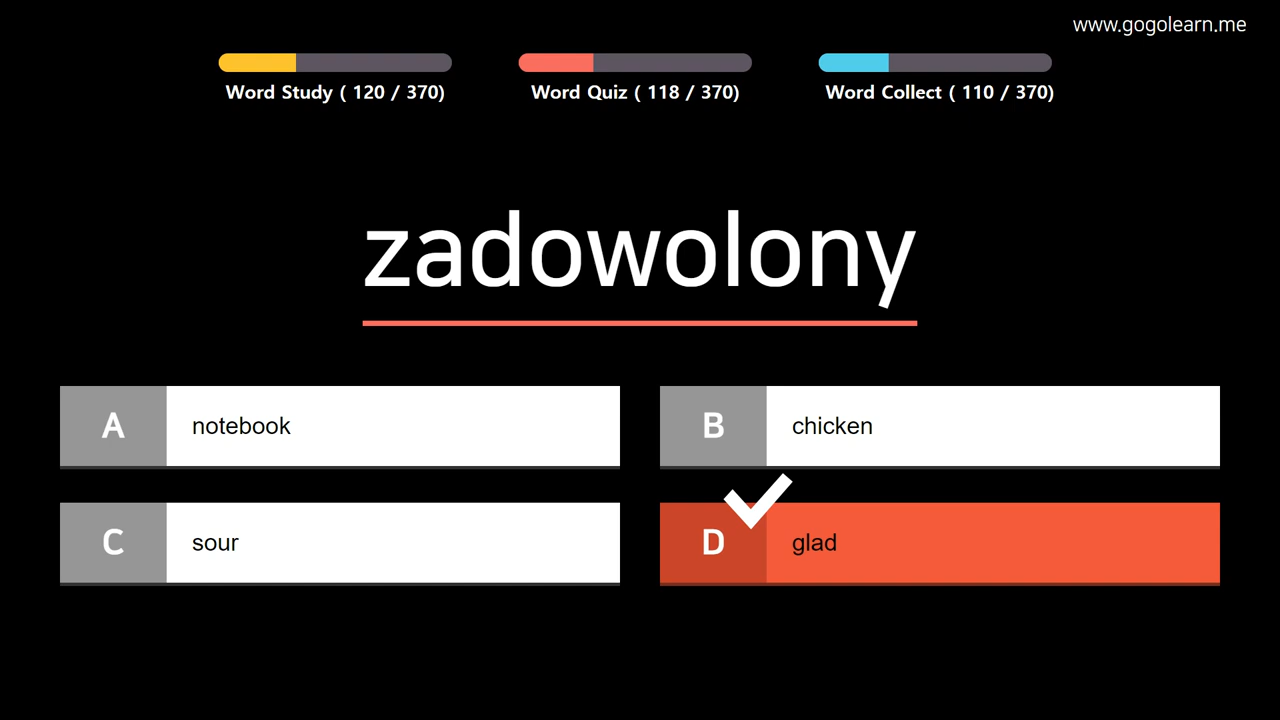 www.gogolearn.me
Word Study ( 120 / 370)
Word Quiz ( 118 / 370)
Word Collect ( 110 / 370)
zadowolony
A notebook
B chicken
C sour
D glad